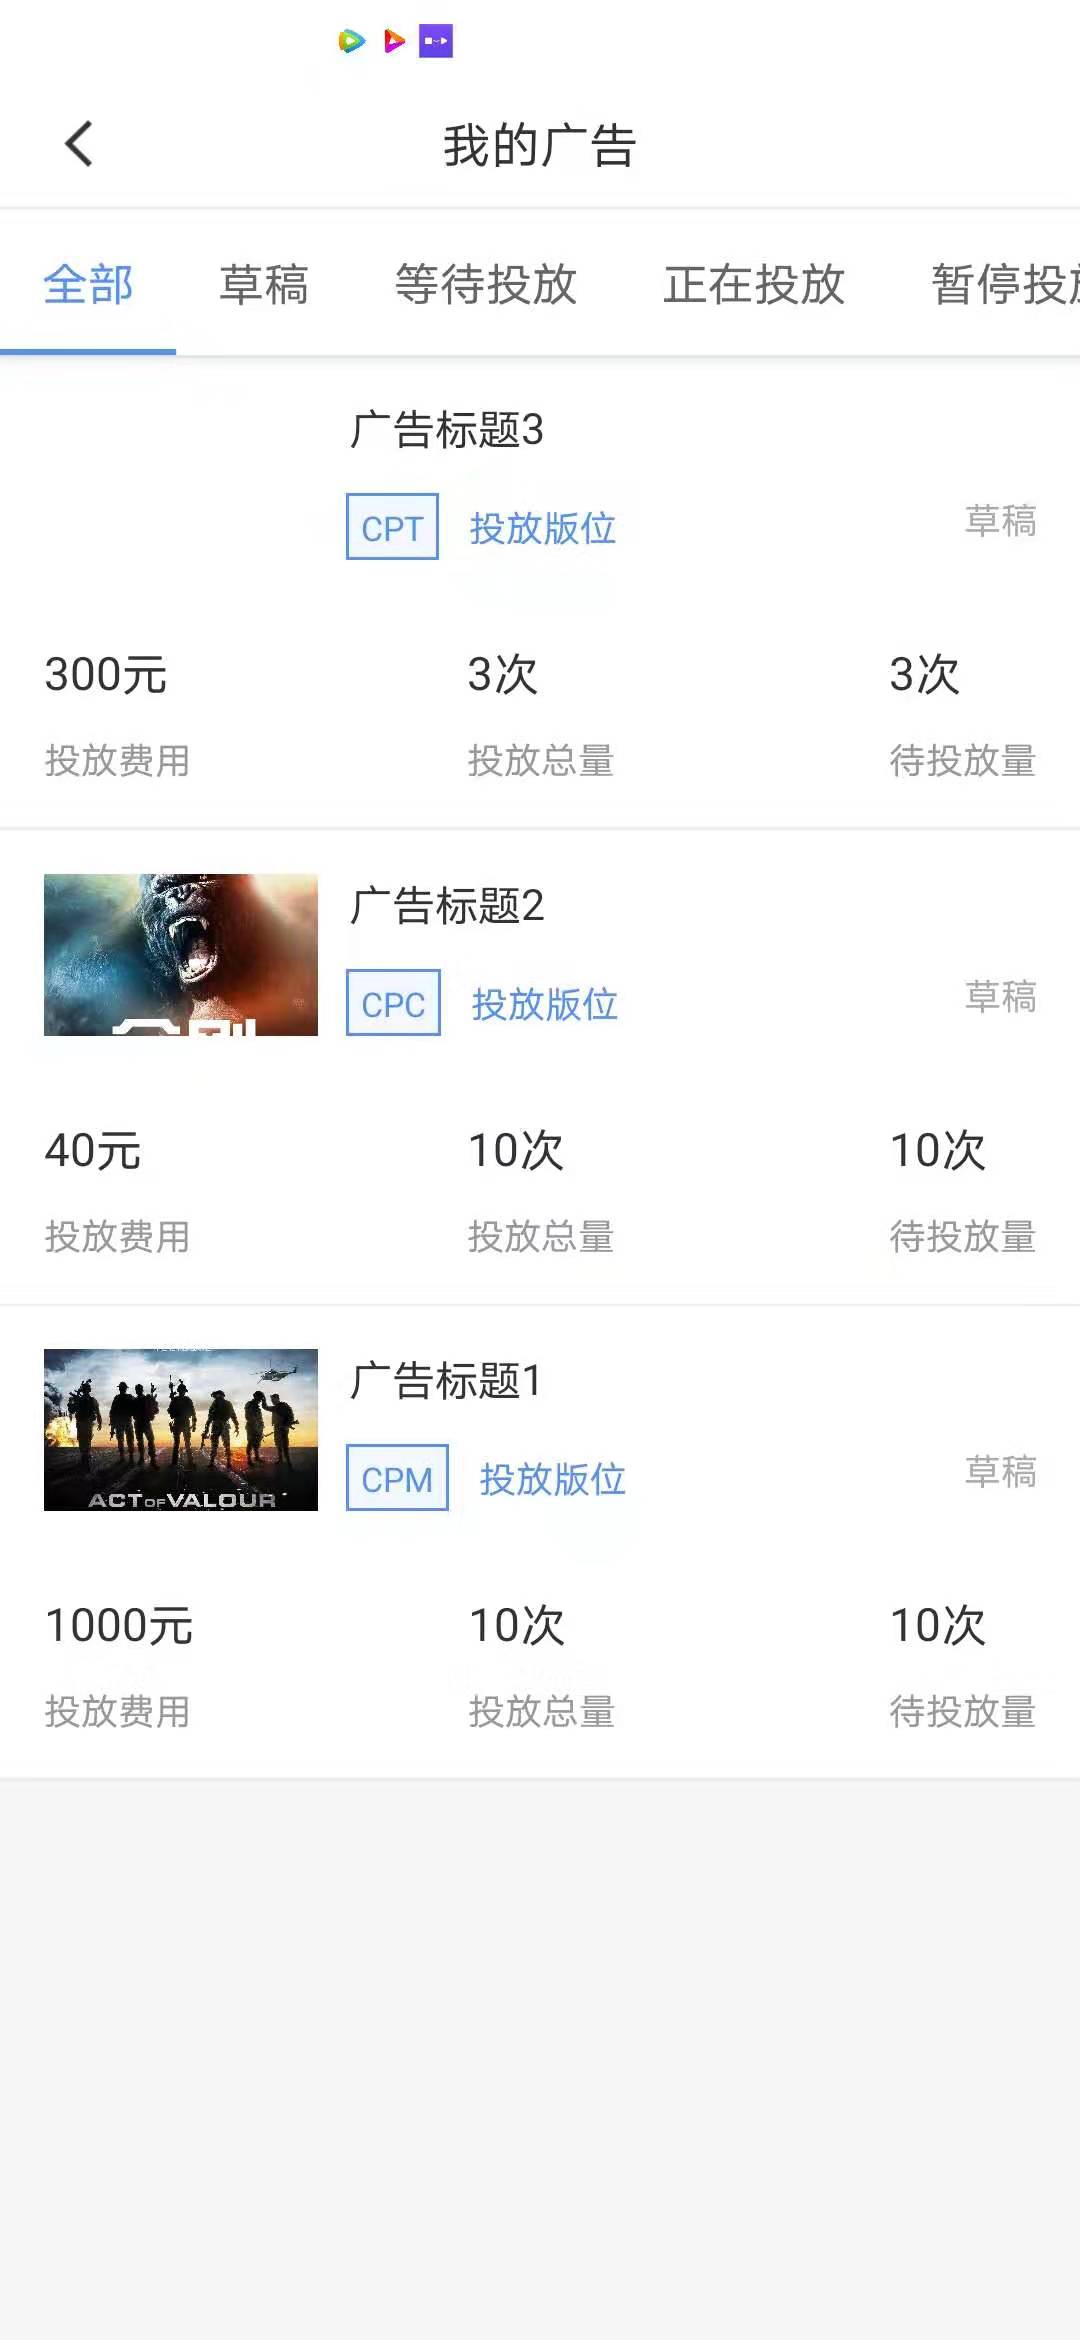 我的广告
全部 草稿 等待投放 正在投放 暂停投放
广告标题3
CPT 投放版位 草稿
300元 3次 3次
投放费用 投放总量 待投放量
广告标题2
CPC 投放版位 草稿
40元 10次 10次
投放费用 投放总量 待投放量
广告标题1
ACT OF VALOUR
CPM 投放版位 草稿
1000元 10次 10次
投放费用 投放总量 待投放量